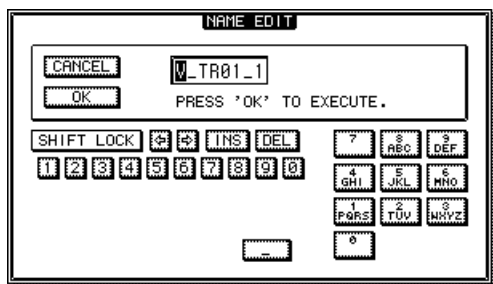 NAME EDIT
CANCEL
V_TR01_1
OK
PRESS 'OK' TO EXECUTE.
SHIFT LOCK INS DEL
1 2 3 4 5 6 7 8 9 0
7 8 ABC 9 DEF
4 GHI 5 JKL 6 MNO
1 PQRS 2 TUV 3 WXYZ
0
_